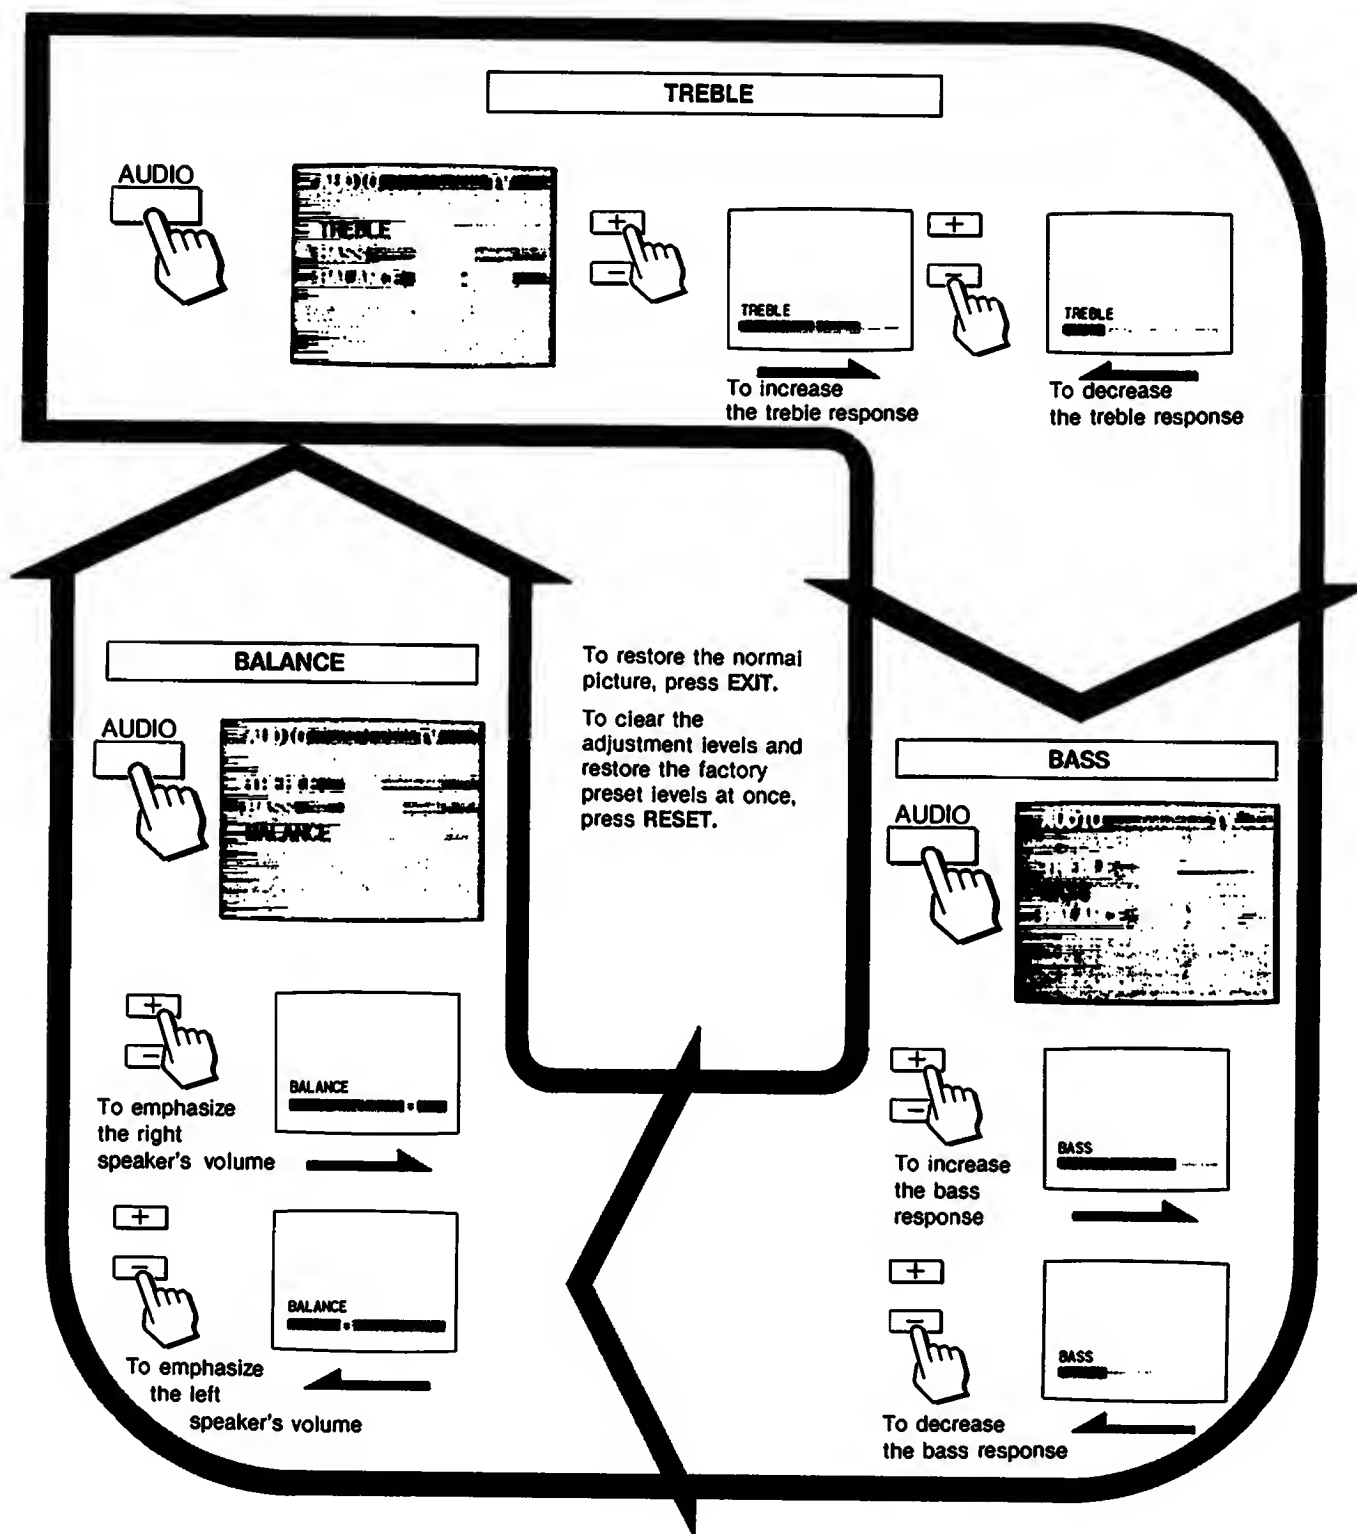 TREBLE
AUDIO
AUDIO
TREBLE
BASS
+
−
TREBLE
To increase
the treble response
+
−
TREBLE
To decrease
the treble response
BALANCE
AUDIO
BALANCE
+
−
To emphasize
the right
speaker's volume
BALANCE
+
−
To emphasize
the left
speaker's volume
BALANCE
To restore the normal
picture, press EXIT.
To clear the
adjustment levels and
restore the factory
preset levels at once,
press RESET.
BASS
AUDIO
AUDIO
+
−
To increase
the bass
response
BASS
+
−
To decrease
the bass response
BASS